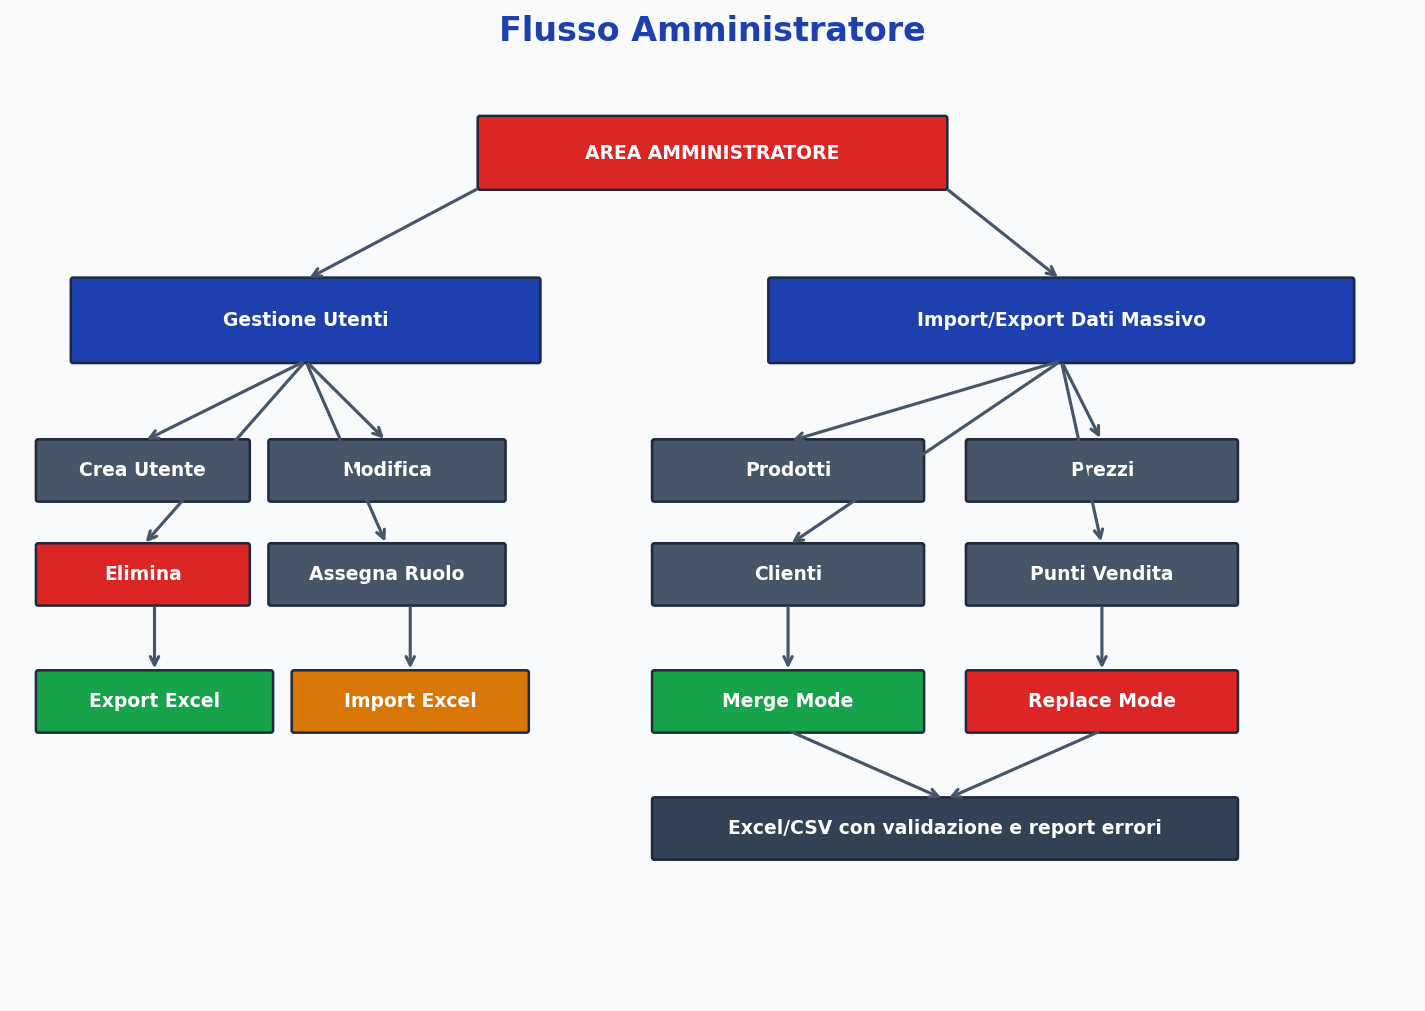 Flusso Amministratore
AREA AMMINISTRATORE
Gestione Utenti
Import/Export Dati Massivo
Crea Utente
Modifica
Prodotti
Prezzi
Elimina
Assegna Ruolo
Clienti
Punti Vendita
Export Excel
Import Excel
Merge Mode
Replace Mode
Excel/CSV con validazione e report errori